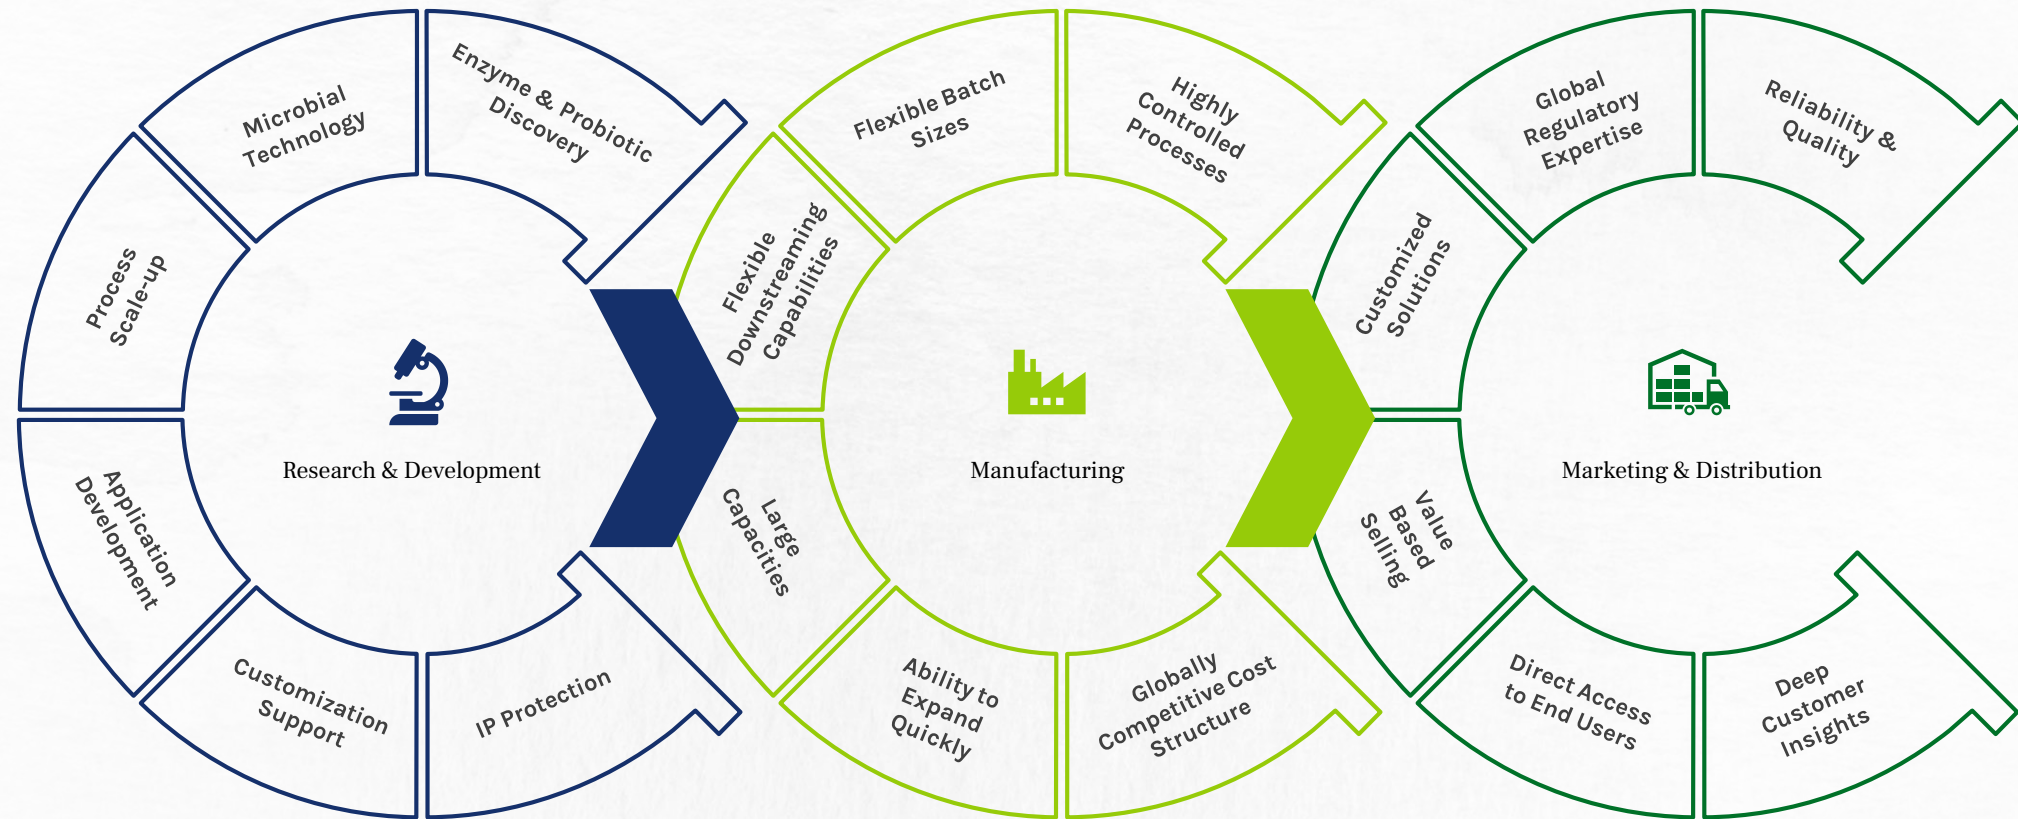 Microbial
Technology
Enzyme & Probiotic
Discovery
Process
Scale-up
Application
Development
Customization
Support
IP Protection
Research & Development
Flexible Batch
Sizes
Highly
Controlled
Processes
Flexible
Downstreaming
Capabilities
Large
Capacities
Ability to
Expand
Quickly
Globally
Competitive Cost
Structure
Manufacturing
Global
Regulatory
Expertise
Reliability &
Quality
Customized
Solutions
Value
Based
Selling
Direct Access
to End Users
Deep
Customer
Insights
Marketing & Distribution